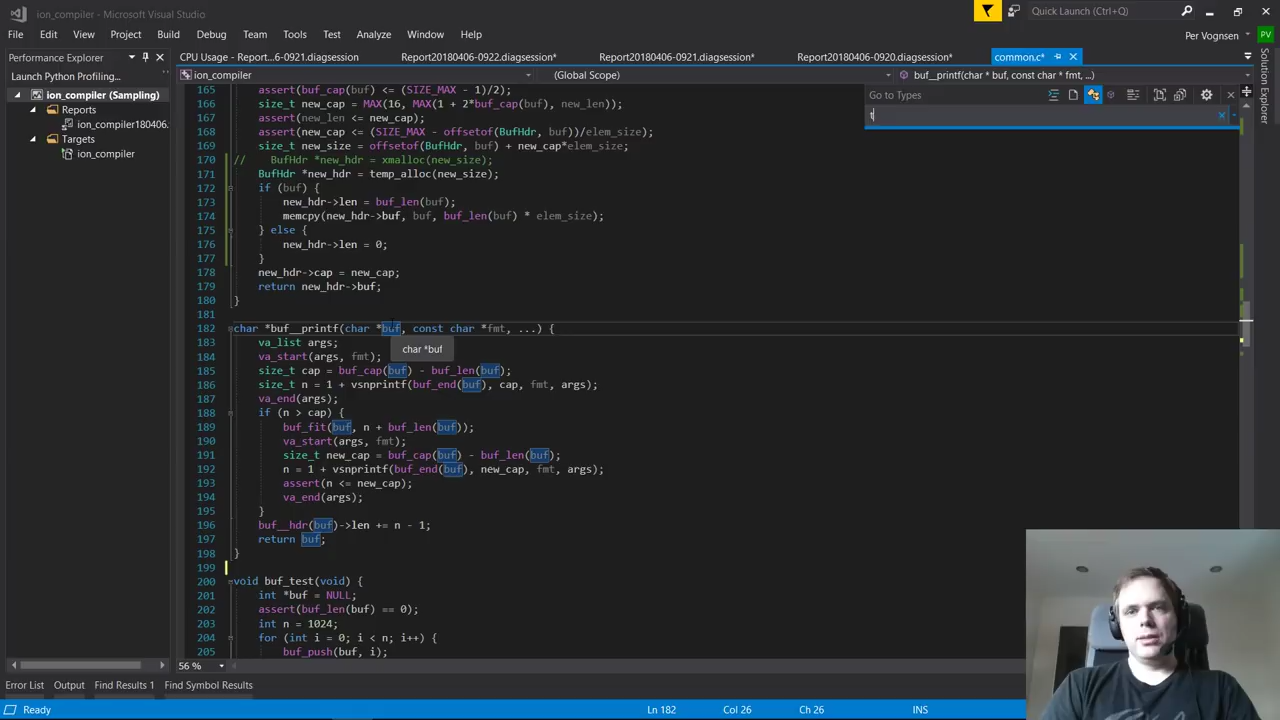 ion_compiler - Microsoft Visual Studio
Quick Launch (Ctrl+Q)
File Edit View Project Build Debug Team Tools Test Analyze Window Help
Per Vognsen PV
Performance Explorer
CPU Usage - Report...6-0921.diagsession Report20180406-0922.diagsession* Report20180406-0921.diagsession* Report20180406-0920.diagsession* common.c*
Launch Python Profiling...
ion_compiler (Global Scope) buf__printf(char * buf, const char * fmt, ...)
ion_compiler (Sampling)
Reports
ion_compiler180406.
Targets
ion_compiler
Go to Types
t
Solution Explorer
165 assert(buf_cap(buf) <= (SIZE_MAX - 1)/2);
166 size_t new_cap = MAX(16, MAX(1 + 2*buf_cap(buf), new_len));
167 assert(new_len <= new_cap);
168 assert(new_cap <= (SIZE_MAX - offsetof(BufHdr, buf))/elem_size);
169 size_t new_size = offsetof(BufHdr, buf) + new_cap*elem_size;
170 // BufHdr *new_hdr = xmalloc(new_size);
171 BufHdr *new_hdr = temp_alloc(new_size);
172 if (buf) {
173 new_hdr->len = buf_len(buf);
174 memcpy(new_hdr->buf, buf, buf_len(buf) * elem_size);
175 } else {
176 new_hdr->len = 0;
177 }
178 new_hdr->cap = new_cap;
179 return new_hdr->buf;
180 }
181
182 char *buf__printf(char *buf, const char *fmt, ...) {
183 va_list args;
184 va_start(args, fmt);
char *buf
185 size_t cap = buf_cap(buf) - buf_len(buf);
186 size_t n = 1 + vsnprintf(buf_end(buf), cap, fmt, args);
187 va_end(args);
188 if (n > cap) {
189 buf_fit(buf, n + buf_len(buf));
190 va_start(args, fmt);
191 size_t new_cap = buf_cap(buf) - buf_len(buf);
192 n = 1 + vsnprintf(buf_end(buf), new_cap, fmt, args);
193 assert(n <= new_cap);
194 va_end(args);
195 }
196 buf__hdr(buf)->len += n - 1;
197 return buf;
198 }
199
200 void buf_test(void) {
201 int *buf = NULL;
202 assert(buf_len(buf) == 0);
203 int n = 1024;
204 for (int i = 0; i < n; i++) {
205 buf_push(buf, i);
56 %
Error List Output Find Results 1 Find Symbol Results
Ready Ln 182 Col 26 Ch 26 INS